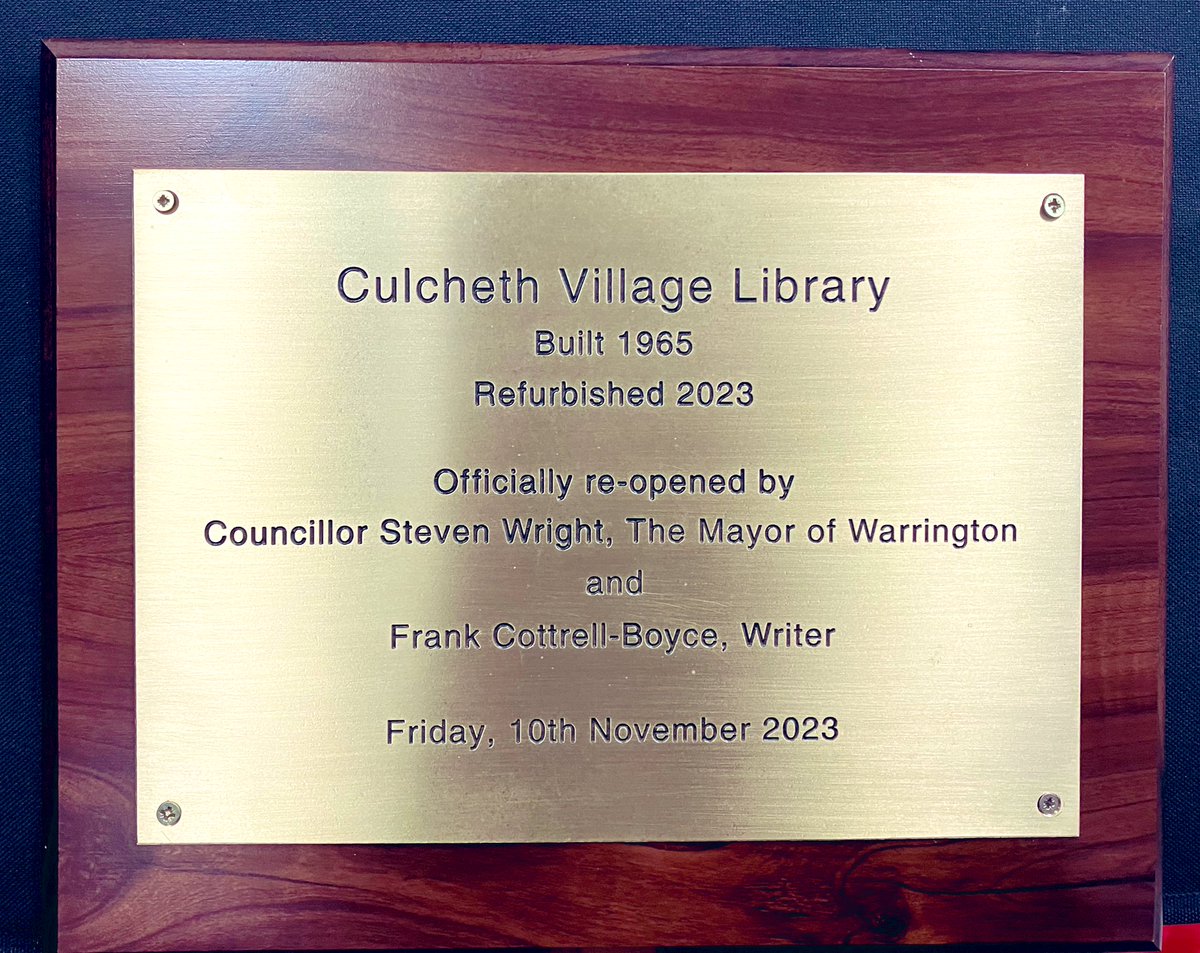 Culcheth Village Library
Built 1965
Refurbished 2023
Officially re-opened by
Councillor Steven Wright, The Mayor of Warrington
and
Frank Cottrell-Boyce, Writer
Friday, 10th November 2023